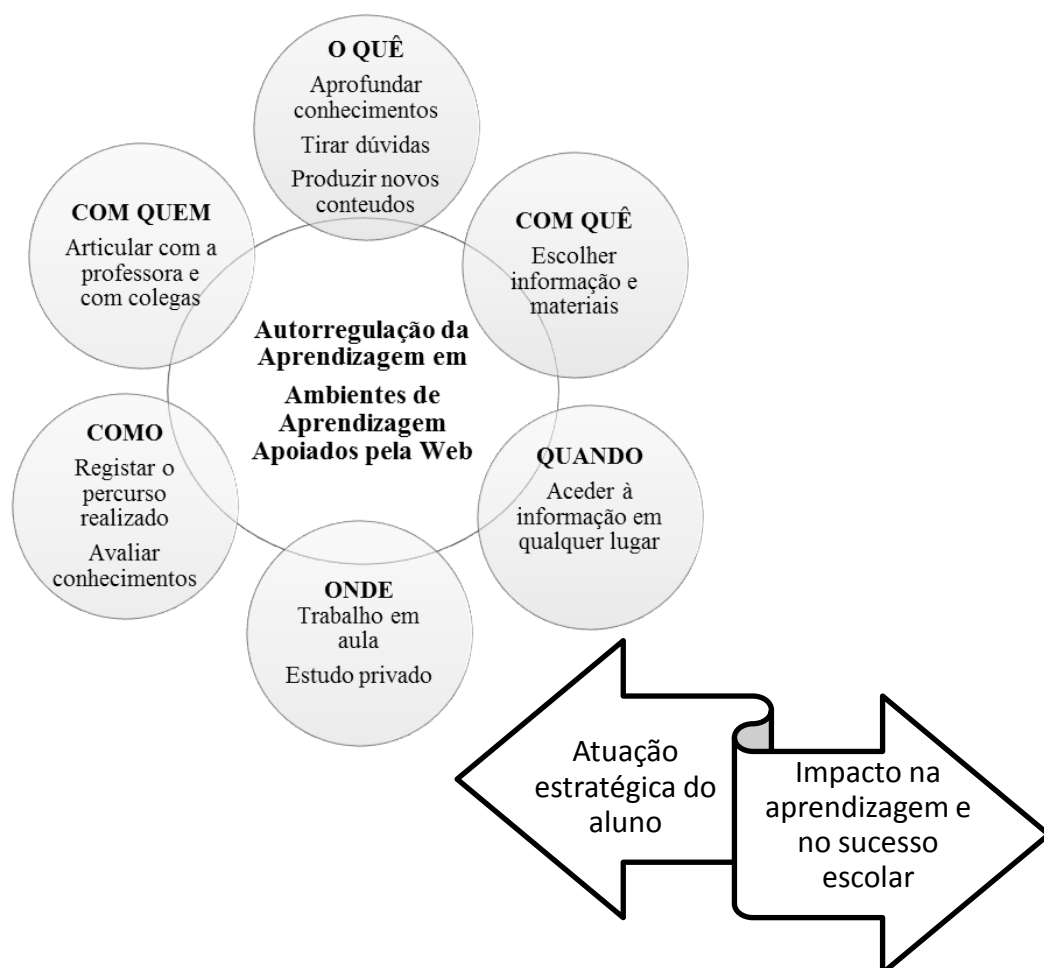 O QUÊ
Aprofundar
conhecimentos
Tirar dúvidas
Produzir novos
conteudos
COM QUÊ
Escolher
informação e
materiais
QUANDO
Aceder à
informação em
qualquer lugar
ONDE
Trabalho em
aula
Estudo privado
COMO
Registar o
percurso
realizado
Avaliar
conhecimentos
COM QUEM
Articular com a
professora e
com colegas
Autorregulação da
Aprendizagem em
Ambientes de
Aprendizagem
Apoiados pela Web
Atuação
estratégica do
aluno
Impacto na
aprendizagem e
no sucesso
escolar